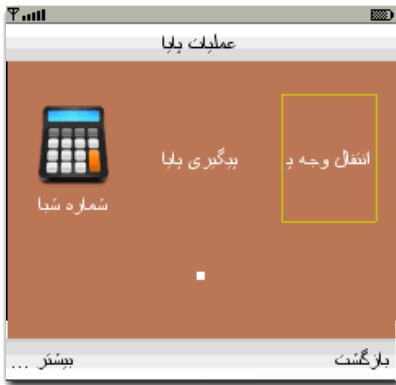 عملیات پایا
انتقال وجه پ
پیگیری پایا
شماره شبا
بازگشت
بیشتر ...